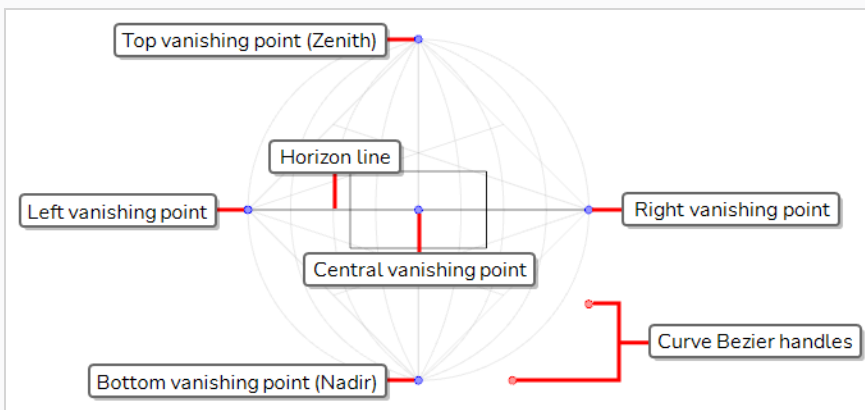 Top vanishing point (Zenith)
Horizon line
Left vanishing point
Right vanishing point
Central vanishing point
Curve Bezier handles
Bottom vanishing point (Nadir)